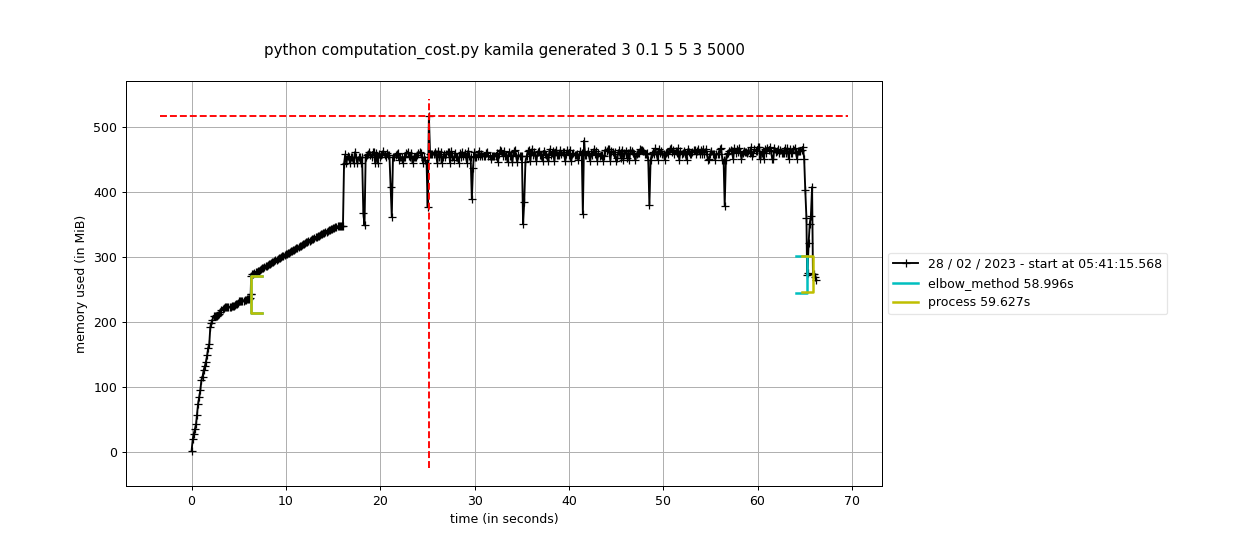 python computation_cost.py kamila generated 3 0.1 5 5 3 5000
memory used (in MiB)
500
400
300
200
100
0
0 10 20 30 40 50 60 70
time (in seconds)
28 / 02 / 2023 - start at 05:41:15.568
elbow_method 58.996s
process 59.627s